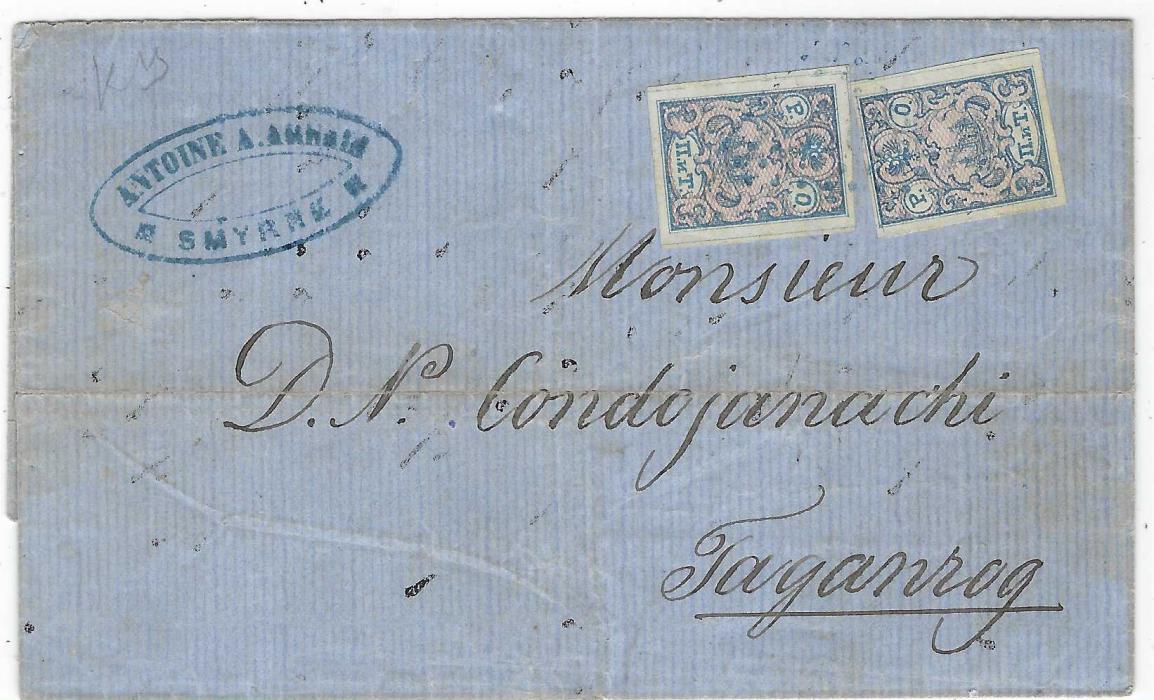 ANTOINE A.
SMYRNE
Р. О. П. и Т.
Р. О. П. и Т.
Monsieur
D. N. Condojanachi
Taganrog